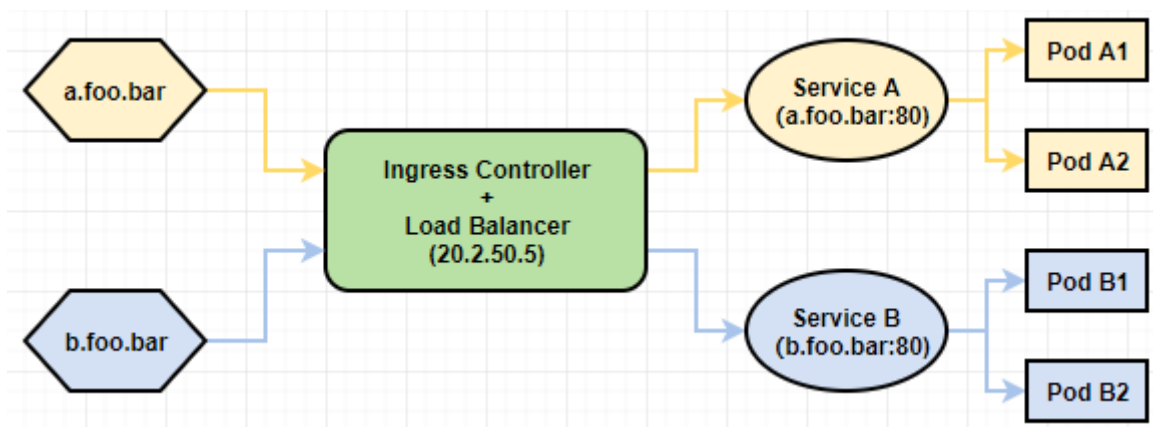 a.foo.bar
b.foo.bar
Ingress Controller
+
Load Balancer
(20.2.50.5)
Service A
(a.foo.bar:80)
Service B
(b.foo.bar:80)
Pod A1
Pod A2
Pod B1
Pod B2